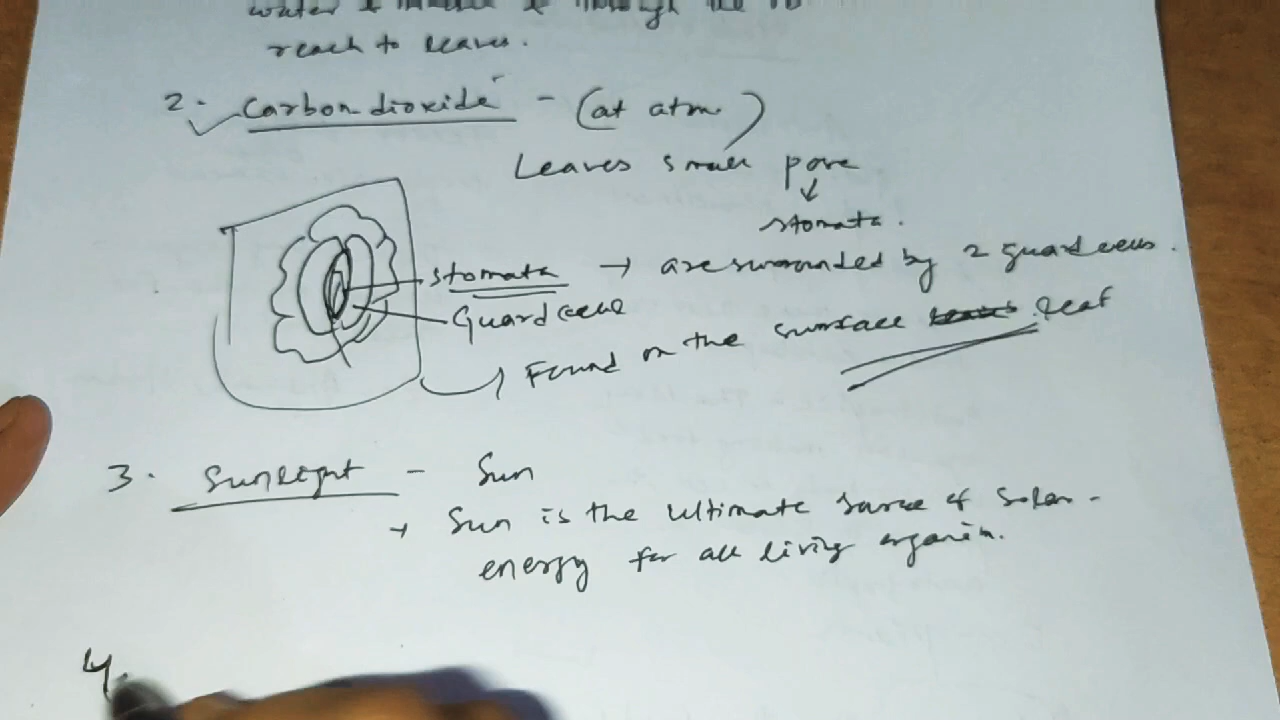 water
reach to leaves.
2. Carbondioxide - (at atm)
Leaves small pore
↓
stomata.
stomata → are surrounded by 2 guard cells.
Guard cell
Found on the surface leaf
3. Sunlight - Sun
→ Sun is the ultimate source of solar
energy for all living organism.
4.